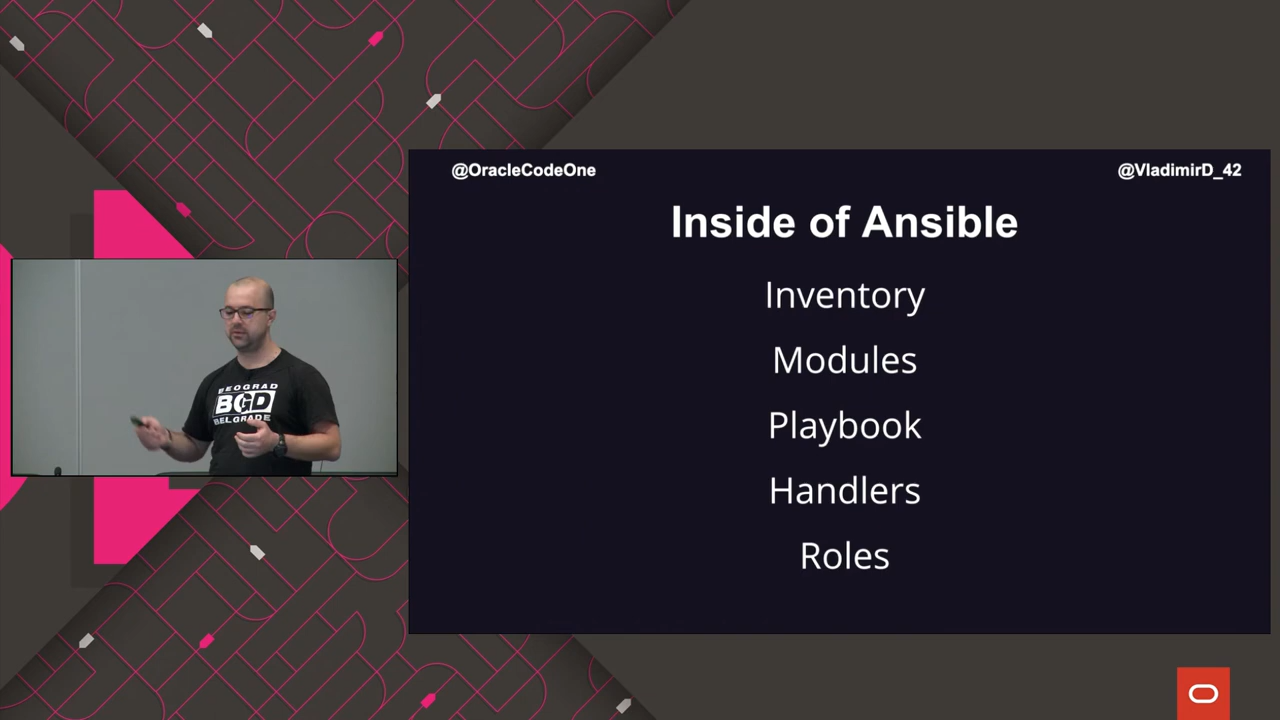 @OracleCodeOne
@VladimirD_42
Inside of Ansible
Inventory
Modules
Playbook
Handlers
Roles
BEOGRAD
BGD
BELGRADE